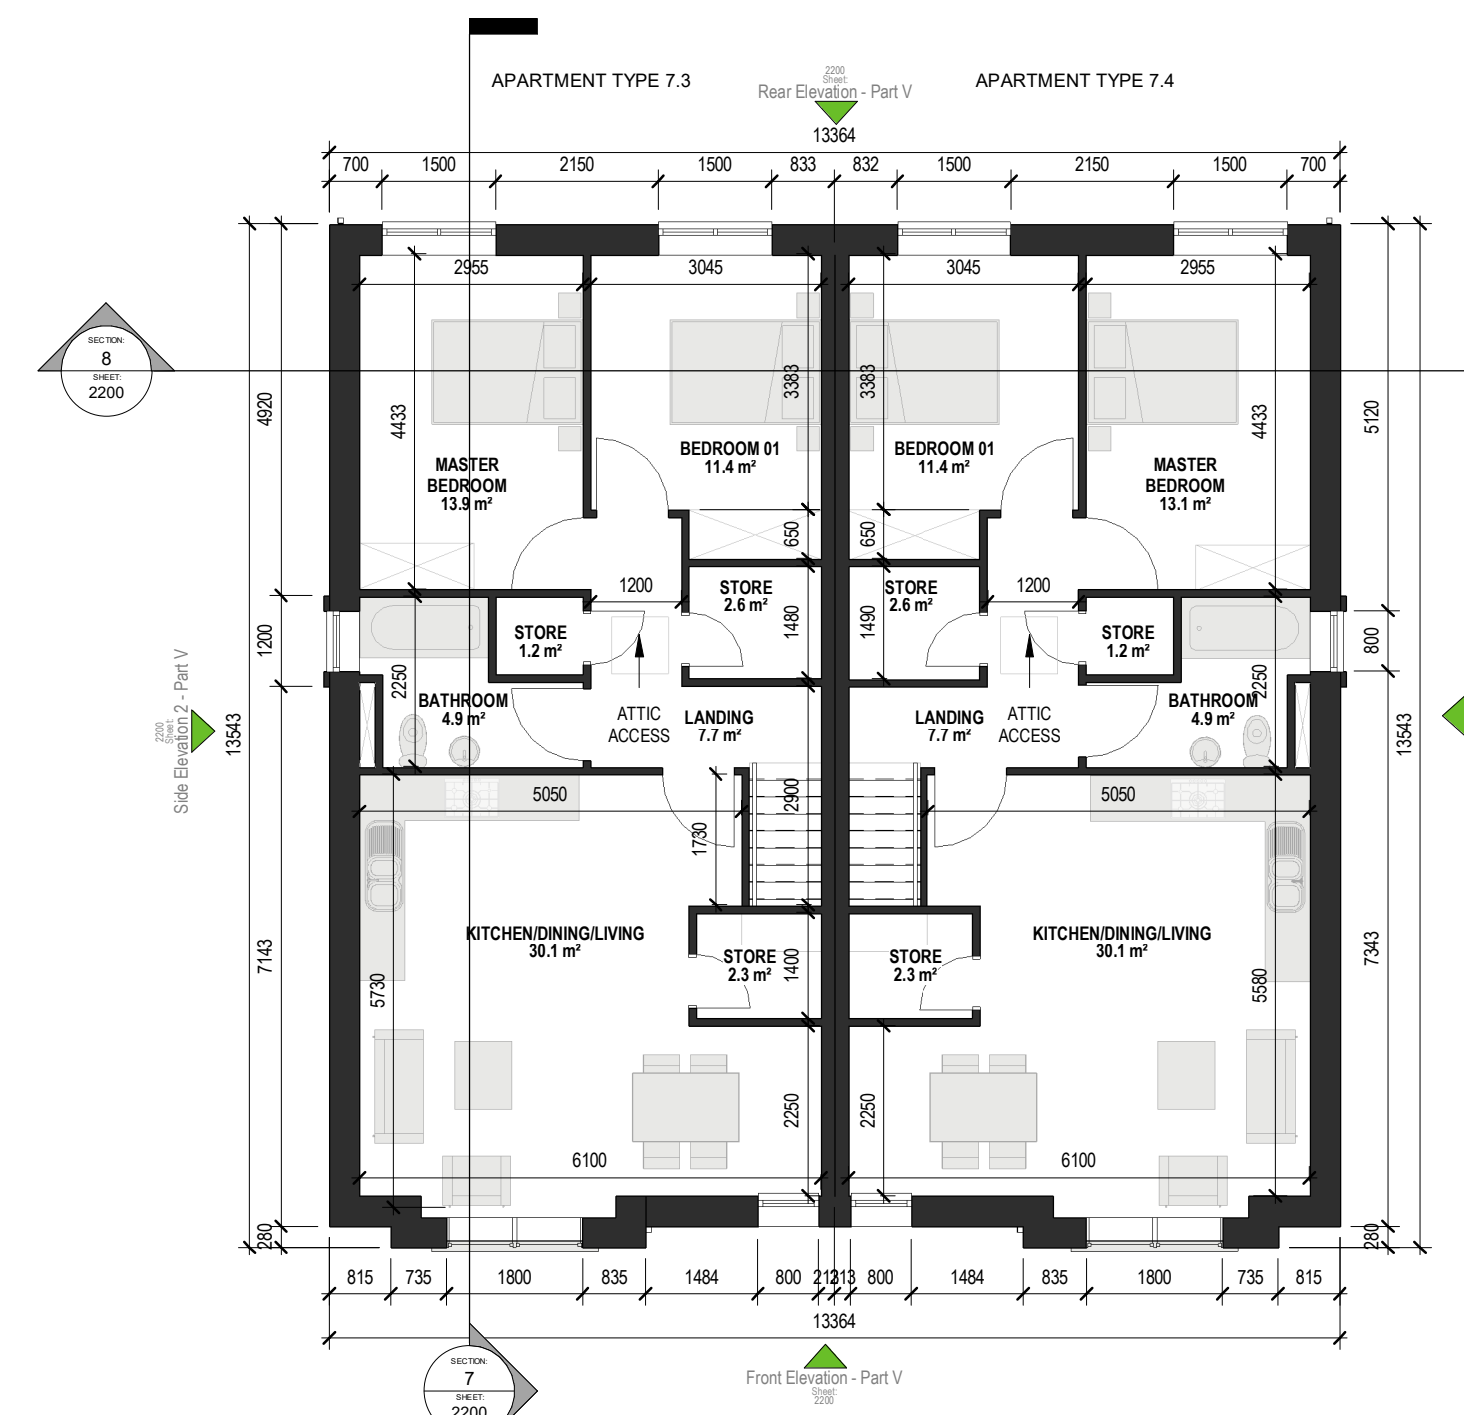 APARTMENT TYPE 7.3
2200
Sheet:
Rear Elevation - Part V
APARTMENT TYPE 7.4
13364
700 1500 2150 1500 833 832 1500 2150 1500 700
2955 3045 3045 2955
SECTION:
8
SHEET:
2200
4920
4433
3383
3383
4433
5120
MASTER
BEDROOM
13.9 m²
BEDROOM 01
11.4 m²
BEDROOM 01
11.4 m²
MASTER
BEDROOM
13.1 m²
650
650
1200
STORE
2.6 m²
STORE
2.6 m²
1200
1200
STORE
1.2 m²
1480
1490
STORE
1.2 m²
800
2250
BATHROOM
4.9 m²
ATTIC
ACCESS
LANDING
7.7 m²
LANDING
7.7 m²
ATTIC
ACCESS
BATHROOM
4.9 m²
2250
2200
Sheet:
Side Elevation 2 - Part V
13543
13543
5050
2900
5050
1730
KITCHEN/DINING/LIVING
30.1 m²
STORE
2.3 m²
1400
STORE
2.3 m²
KITCHEN/DINING/LIVING
30.1 m²
7143
5730
5580
7343
2250
2250
6100 6100
280
280
815 735 1800 835 1484 800 213 213 800 1484 835 1800 735 815
13364
SECTION:
7
SHEET:
2200
Front Elevation - Part V
Sheet:
2200